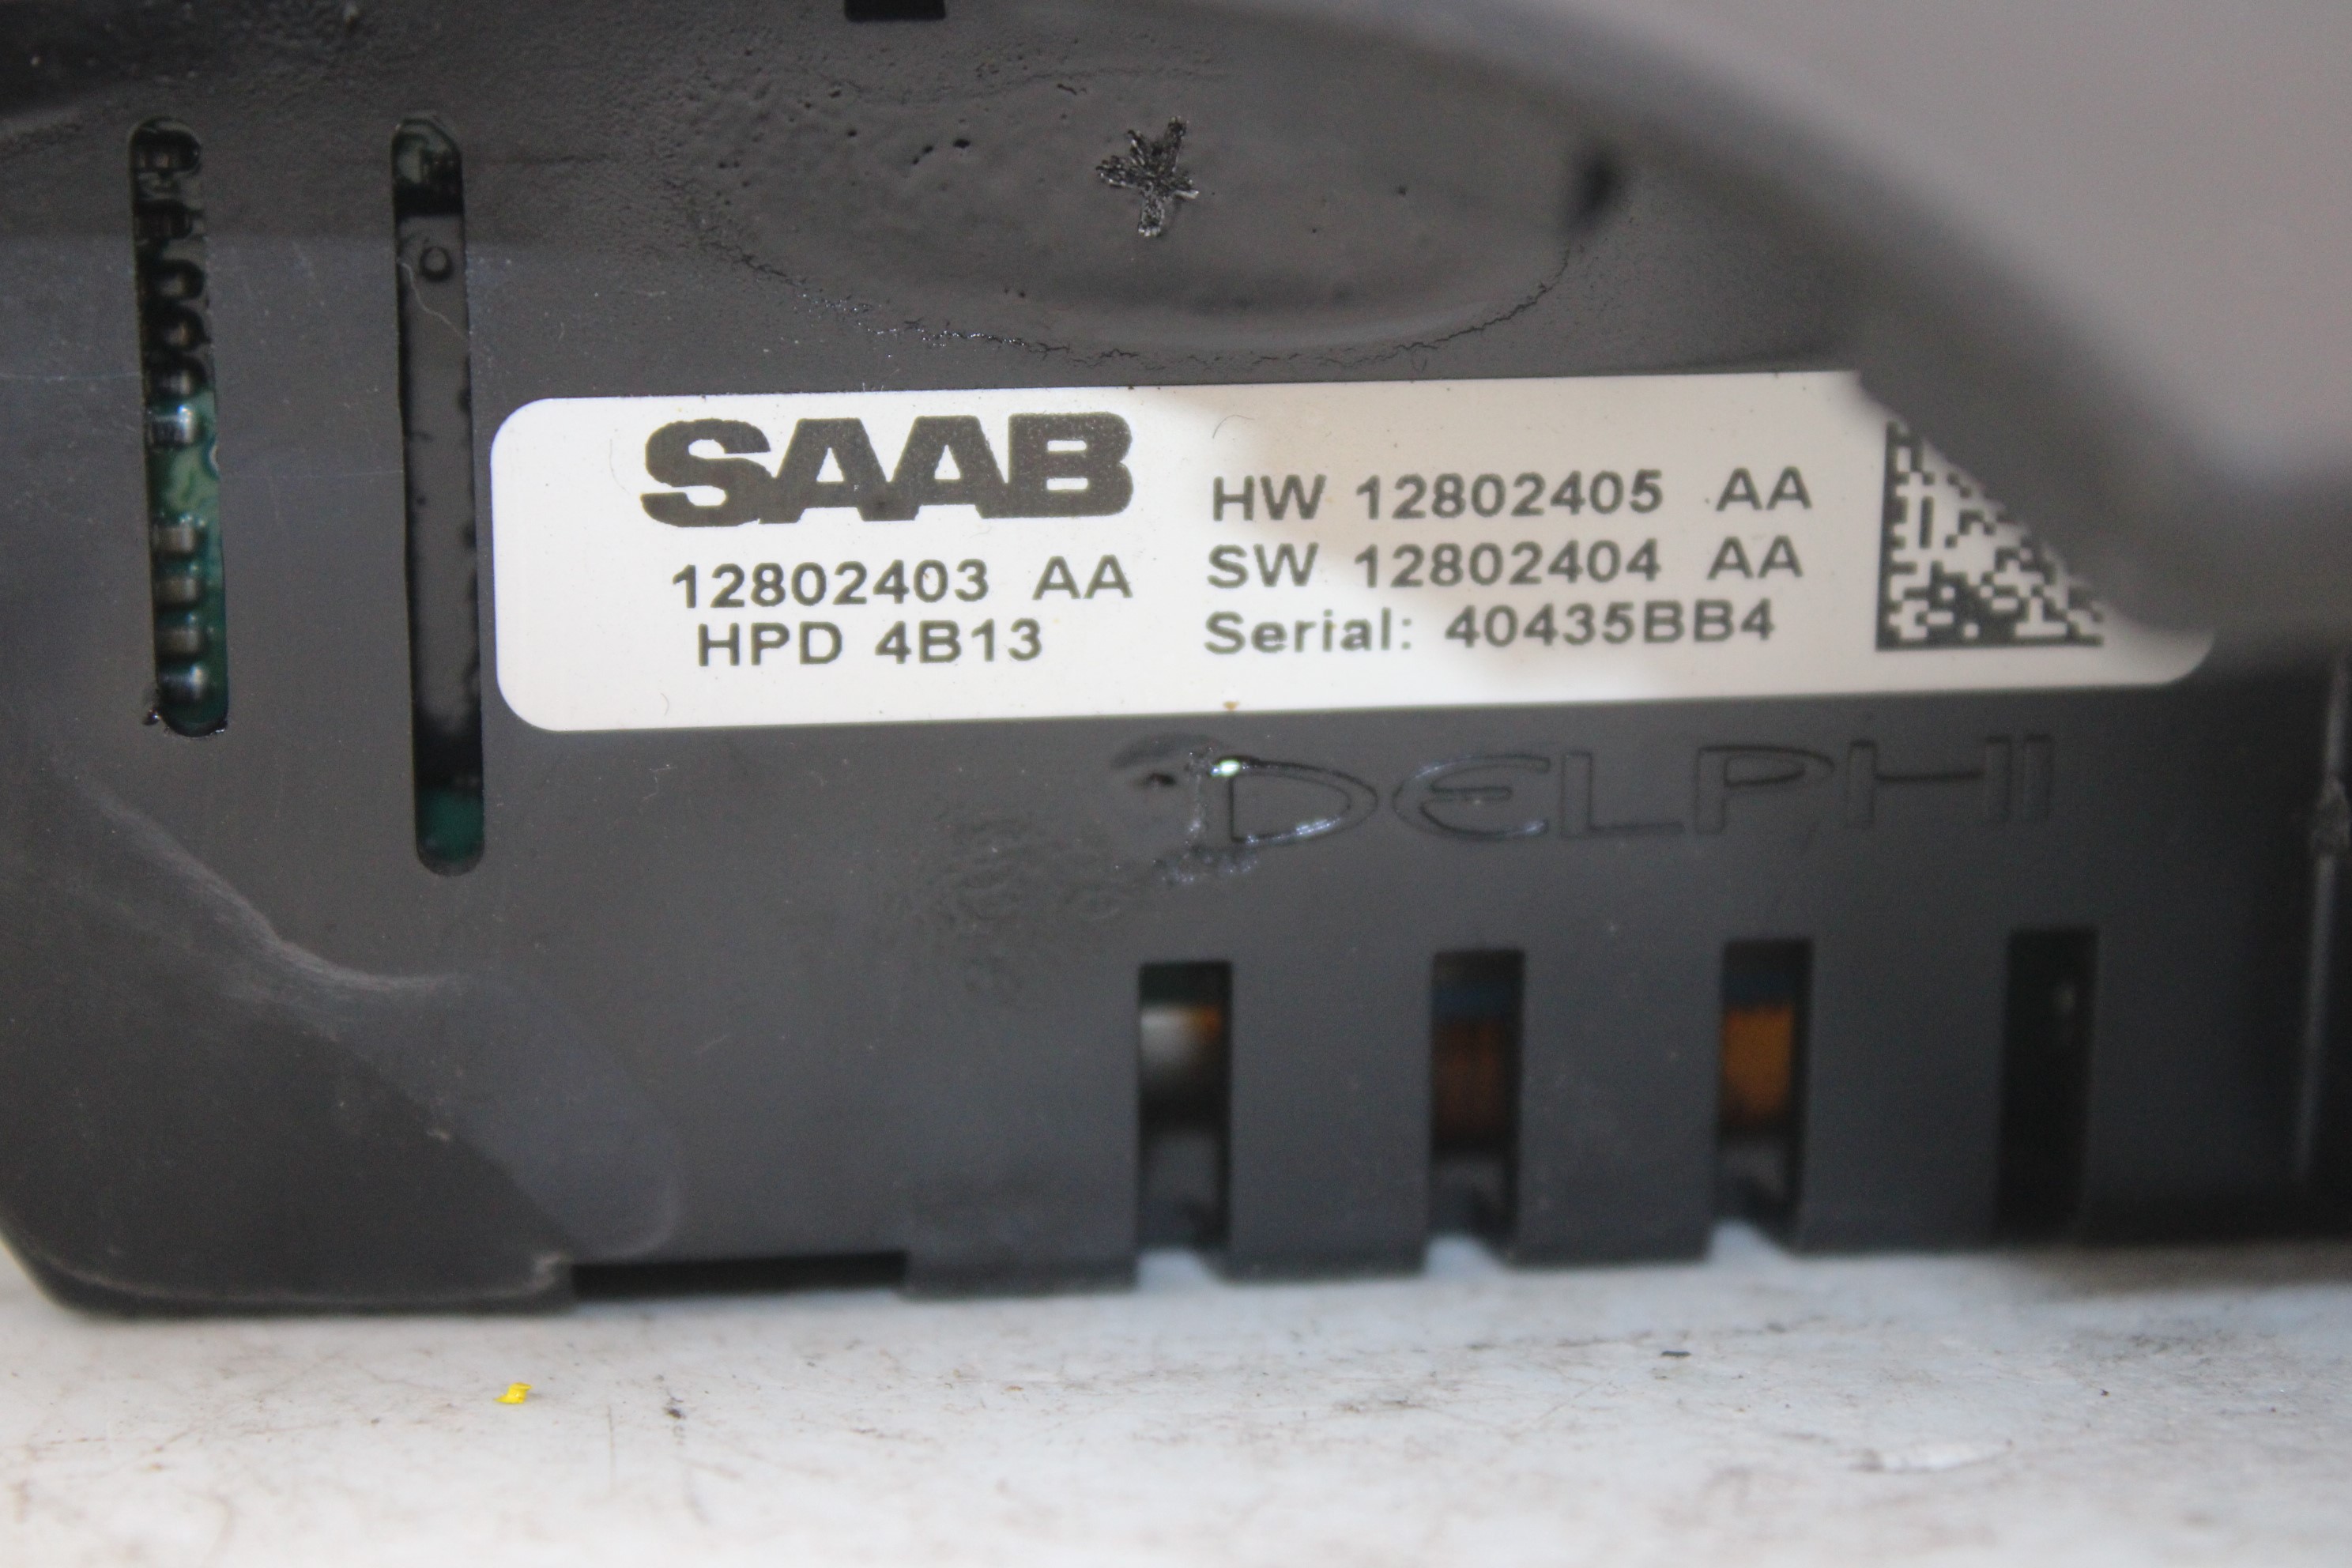 SAAB
12802403 AA
HPD 4B13
HW 12802405 AA
SW 12802404 AA
Serial: 40435BB4
DELPHI